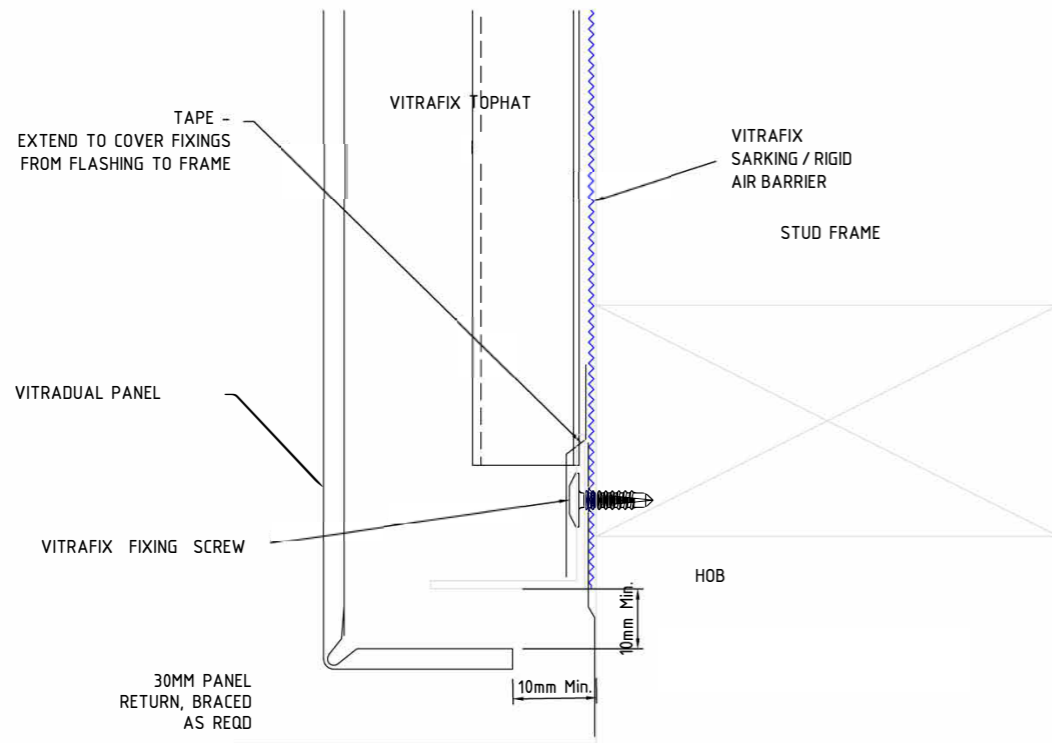 VITRAFIX TOPHAT
TAPE -
EXTEND TO COVER FIXINGS
FROM FLASHING TO FRAME
VITRAFIX
SARKING / RIGID
AIR BARRIER
STUD FRAME
VITRADUAL PANEL
VITRAFIX FIXING SCREW
HOB
10mm Min.
10mm Min.
30MM PANEL
RETURN, BRACED
AS REQD